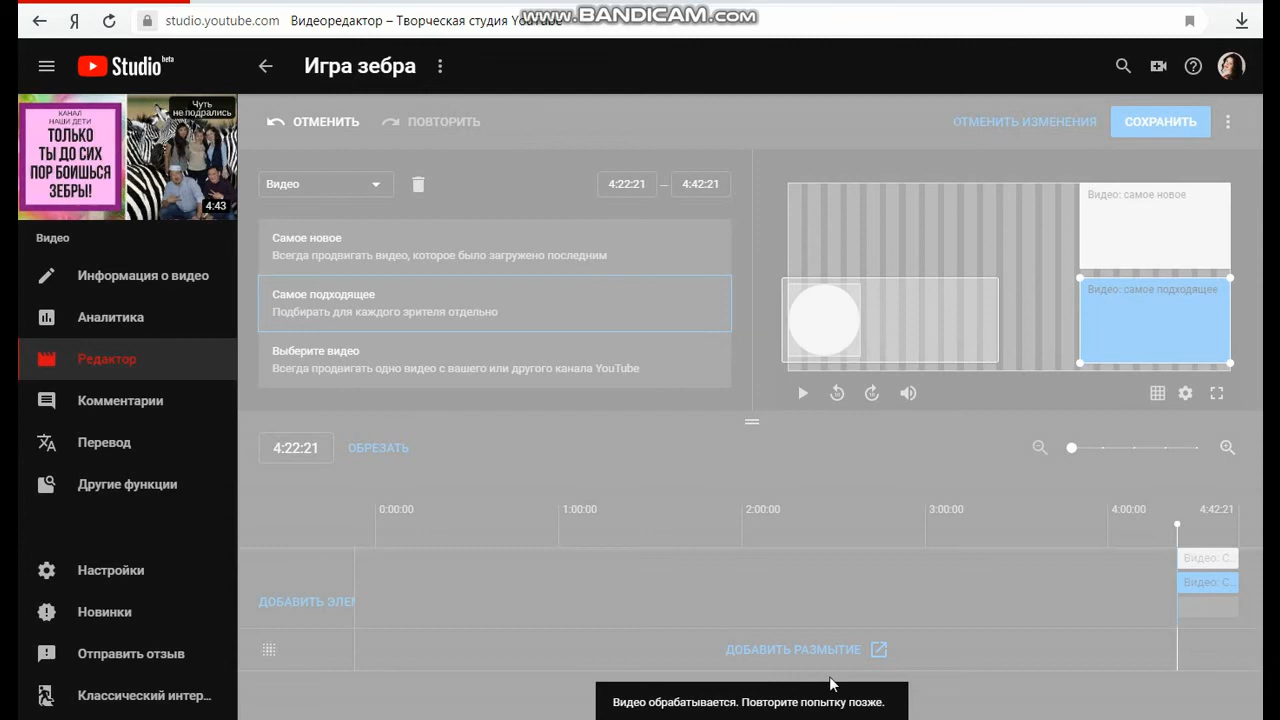 studio.youtube.com Видеоредактор – Творческая студия YouTube
www.BANDICAM.com
Studio beta
Игра зебра
КАНАЛ
НАШИ ДЕТИ
ТОЛЬКО
ТЫ ДО СИХ
ПОР БОИШЬСЯ
ЗЕБРЫ!
Чуть
не подрались
4:43
ОТМЕНИТЬ
ПОВТОРИТЬ
ОТМЕНИТЬ ИЗМЕНЕНИЯ
СОХРАНИТЬ
Видео
4:22:21 – 4:42:21
Самое новое
Всегда продвигать видео, которое было загружено последним
Самое подходящее
Подбирать для каждого зрителя отдельно
Выберите видео
Всегда продвигать одно видео с вашего или другого канала YouTube
Видео: самое новое
Видео: самое подходящее
10
10
Видео
Информация о видео
Аналитика
Редактор
Комментарии
Перевод
Другие функции
Настройки
Новинки
Отправить отзыв
Классический интер...
4:22:21
ОБРЕЗАТЬ
0:00:00
1:00:00
2:00:00
3:00:00
4:00:00
4:42:21
Видео: С...
Видео: С...
ДОБАВИТЬ ЭЛЕМ
ДОБАВИТЬ РАЗМЫТИЕ
Видео обрабатывается. Повторите попытку позже.